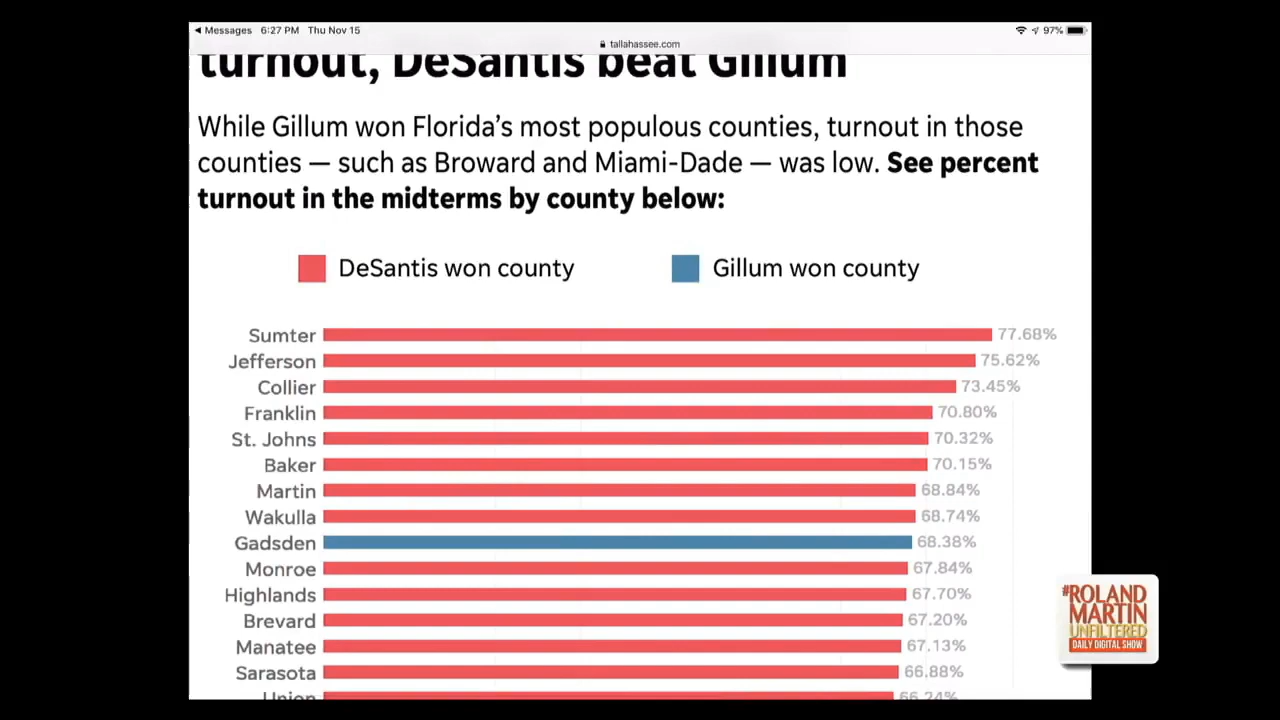 Messages 6:27 PM Thu Nov 15 97%
tallahassee.com
turnout, DeSantis beat Gillum
While Gillum won Florida's most populous counties, turnout in those
counties — such as Broward and Miami-Dade — was low. See percent
turnout in the midterms by county below:
DeSantis won county Gillum won county
Sumter 77.68%
Jefferson 75.62%
Collier 73.45%
Franklin 70.80%
St. Johns 70.32%
Baker 70.15%
Martin 68.84%
Wakulla 68.74%
Gadsden 68.38%
Monroe 67.84%
Highlands 67.70%
Brevard 67.20%
Manatee 67.13%
Sarasota 66.88%
Union 66.24%
#ROLAND
MARTIN
UNFILTERED
DAILY DIGITAL SHOW